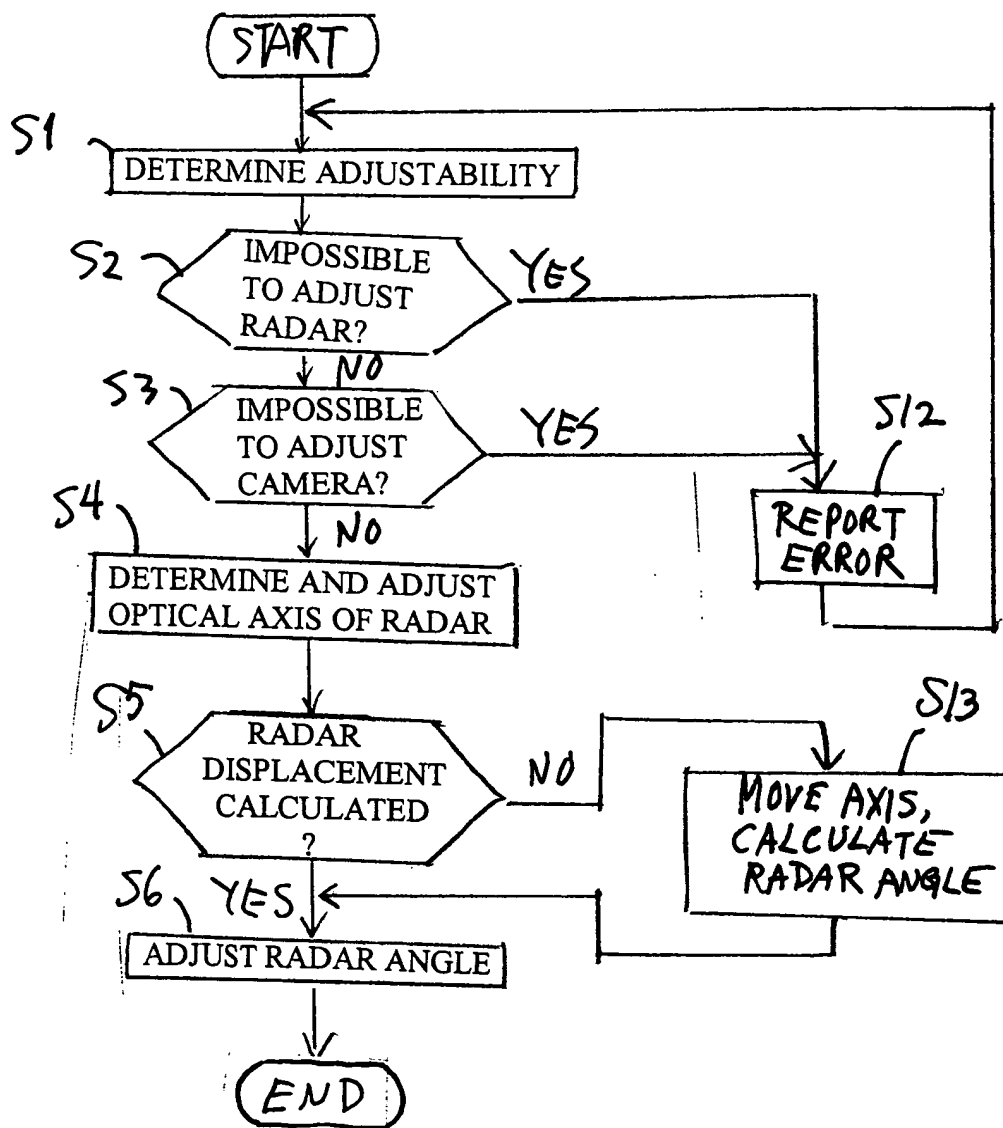 START
S1
DETERMINE ADJUSTABILITY
S2
IMPOSSIBLE
TO ADJUST
RADAR?
YES
NO
S3
IMPOSSIBLE
TO ADJUST
CAMERA?
YES
NO
S12
REPORT
ERROR
S4
DETERMINE AND ADJUST
OPTICAL AXIS OF RADAR
S5
RADAR
DISPLACEMENT
CALCULATED
?
NO
YES
S13
MOVE AXIS,
CALCULATE
RADAR ANGLE
S6
ADJUST RADAR ANGLE
END